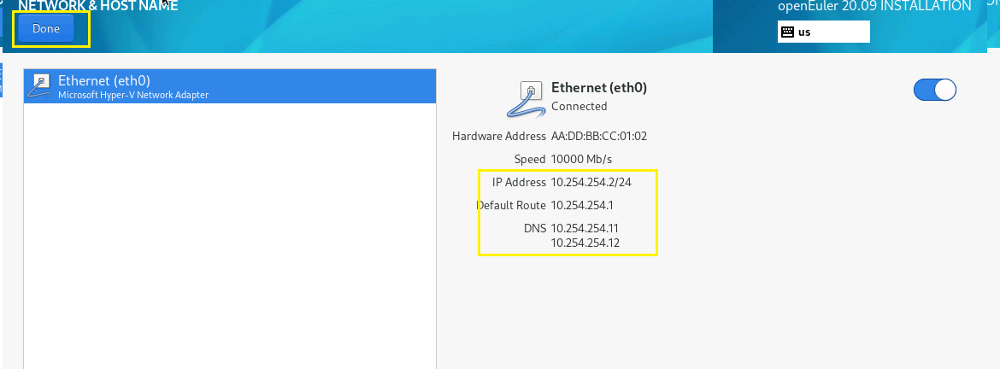 NETWORK & HOST NAME
openEuler 20.09 INSTALLATION
Done
us
Ethernet (eth0)
Microsoft Hyper-V Network Adapter
Ethernet (eth0)
Connected
Hardware Address AA:DD:BB:CC:01:02
Speed 10000 Mb/s
IP Address 10.254.254.2/24
Default Route 10.254.254.1
DNS 10.254.254.11
10.254.254.12